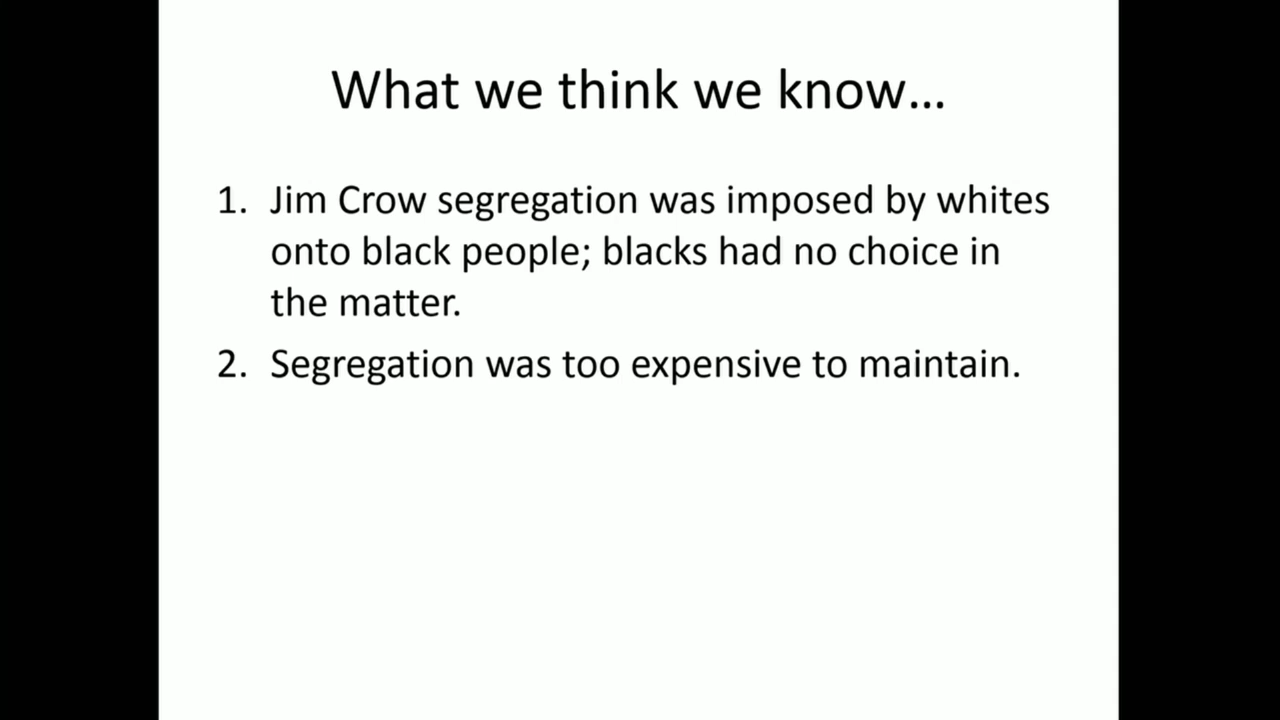 What we think we know…
1. Jim Crow segregation was imposed by whites
onto black people; blacks had no choice in
the matter.
2. Segregation was too expensive to maintain.